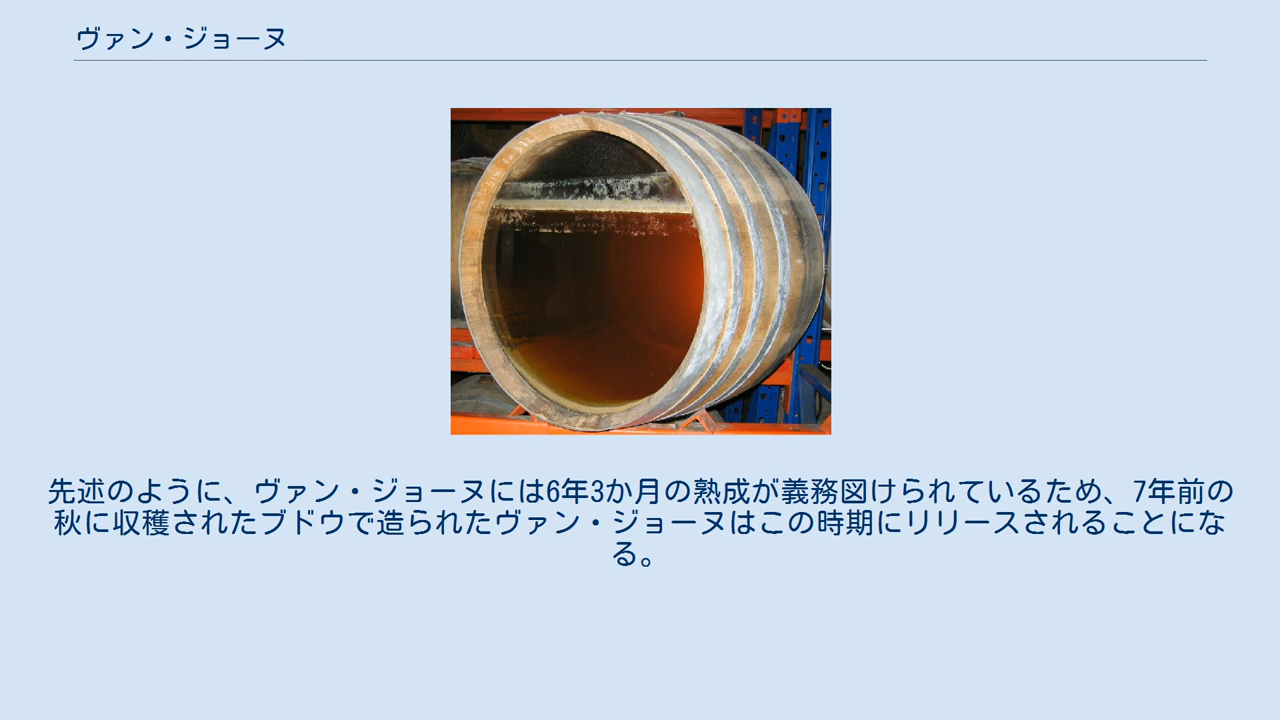 ヴァン・ジョーヌ
先述のように、ヴァン・ジョーヌには6年3か月の熟成が義務図けられているため、7年前の
秋に収穫されたブドウで造られたヴァン・ジョーヌはこの時期にリリースされることにな
る。